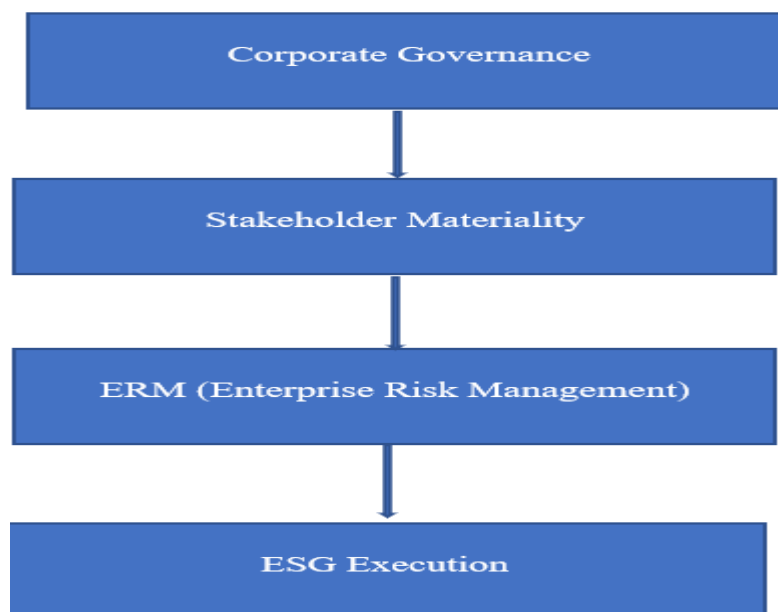 Corporate Governance
Stakeholder Materiality
ERM (Enterprise Risk Management)
ESG Execution